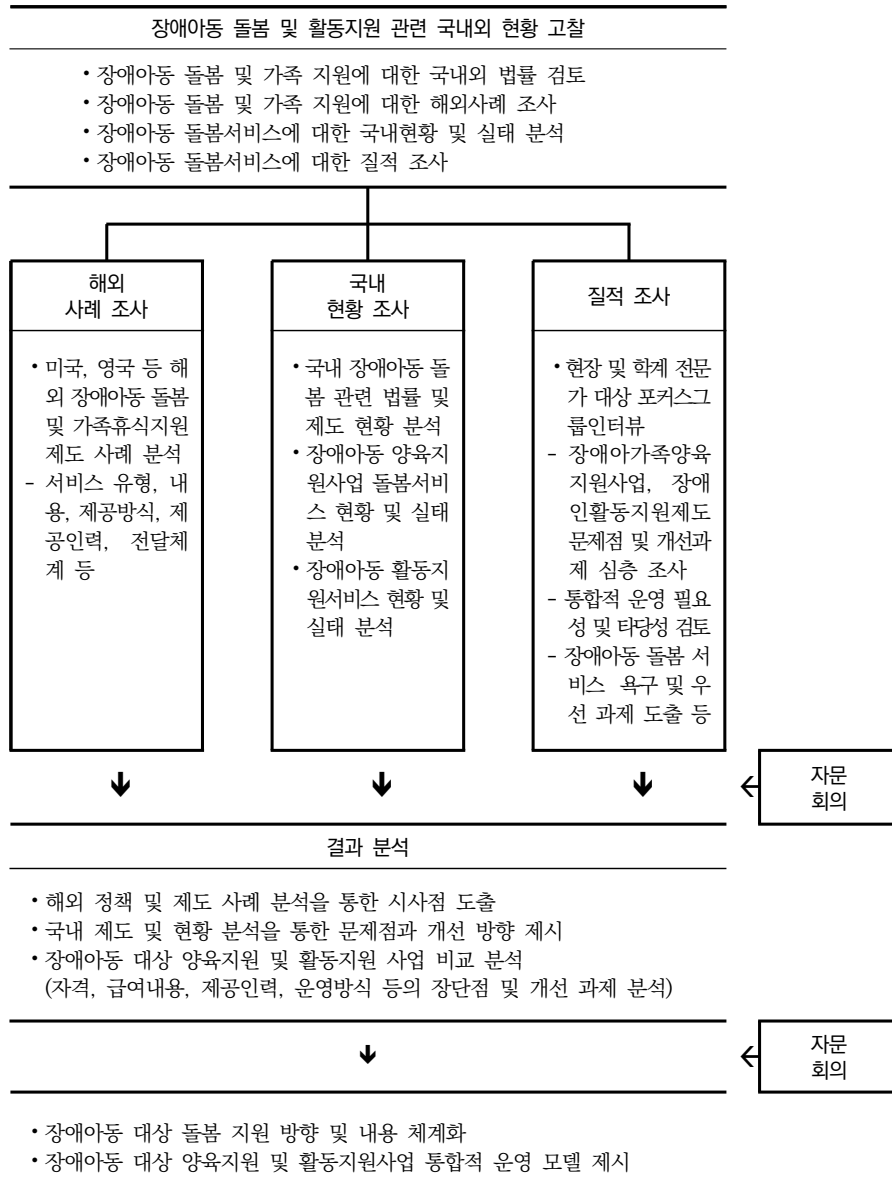 장애아동 돌봄 및 활동지원 관련 국내외 현황 고찰
• 장애아동 돌봄 및 가족 지원에 대한 국내외 법률 검토
• 장애아동 돌봄 및 가족 지원에 대한 해외사례 조사
• 장애아동 돌봄서비스에 대한 국내현황 및 실태 분석
• 장애아동 돌봄서비스에 대한 질적 조사
해외
사례 조사
• 미국, 영국 등 해
외 장애아동 돌봄
및 가족휴식지원
제도 사례 분석
- 서비스 유형, 내
용, 제공방식, 제
공인력, 전달체
계 등
국내
현황 조사
• 국내 장애아동 돌
봄 관련 법률 및
제도 현황 분석
• 장애아동 양육지
원사업 돌봄서비
스 현황 및 실태
분석
• 장애아동 활동지
원서비스 현황 및
실태 분석
질적 조사
• 현장 및 학계 전문
가 대상 포커스그
룹인터뷰
- 장애아가족양육
지원사업, 장애
인활동지원제도
문제점 및 개선과
제 심층 조사
- 통합적 운영 필요
성 및 타당성 검토
- 장애아동 돌봄 서
비스 욕구 및 우
선 과제 도출 등
자문
회의
결과 분석
• 해외 정책 및 제도 사례 분석을 통한 시사점 도출
• 국내 제도 및 현황 분석을 통한 문제점과 개선 방향 제시
• 장애아동 대상 양육지원 및 활동지원 사업 비교 분석
(자격, 급여내용, 제공인력, 운영방식 등의 장단점 및 개선 과제 분석)
자문
회의
• 장애아동 대상 돌봄 지원 방향 및 내용 체계화
• 장애아동 대상 양육지원 및 활동지원사업 통합적 운영 모델 제시